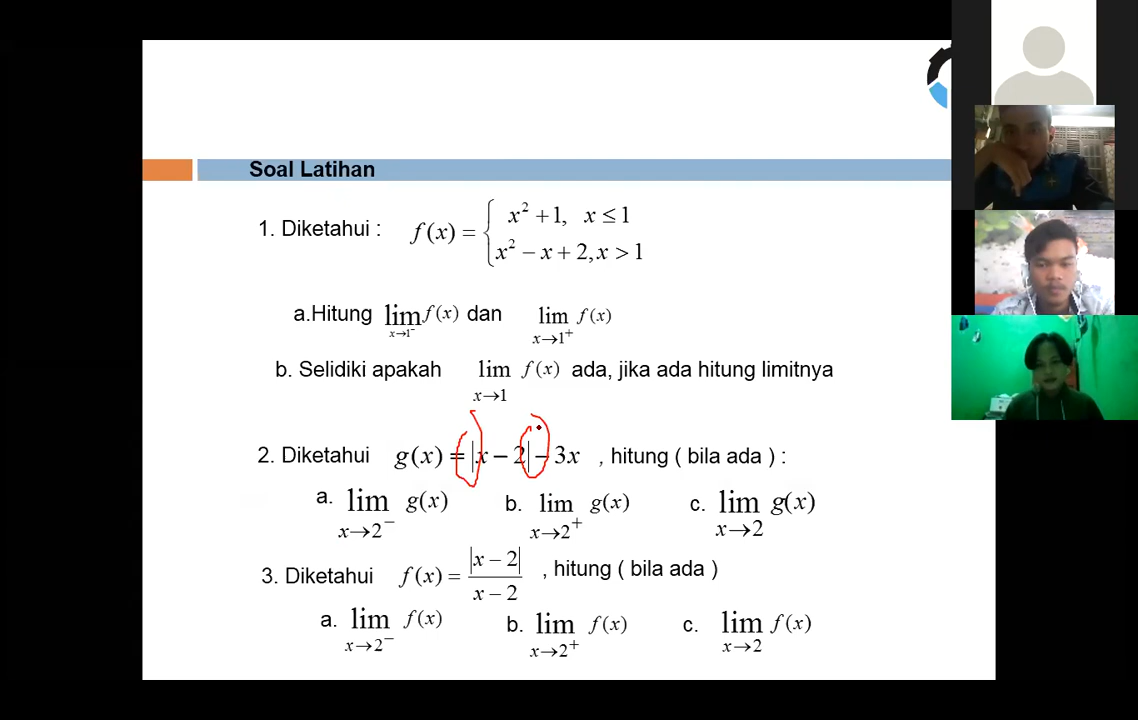 Soal Latihan
1. Diketahui : f(x) = { x² + 1, x ≤ 1
x² − x + 2, x > 1
a.Hitung lim x→1⁻ f(x) dan lim x→1⁺ f(x)
b. Selidiki apakah lim x→1 f(x) ada, jika ada hitung limitnya
2. Diketahui g(x) = |x − 2| − 3x , hitung ( bila ada ) :
a. lim x→2⁻ g(x) b. lim x→2⁺ g(x) c. lim x→2 g(x)
3. Diketahui f(x) = |x − 2| / x − 2 , hitung ( bila ada )
a. lim x→2⁻ f(x) b. lim x→2⁺ f(x) c. lim x→2 f(x)